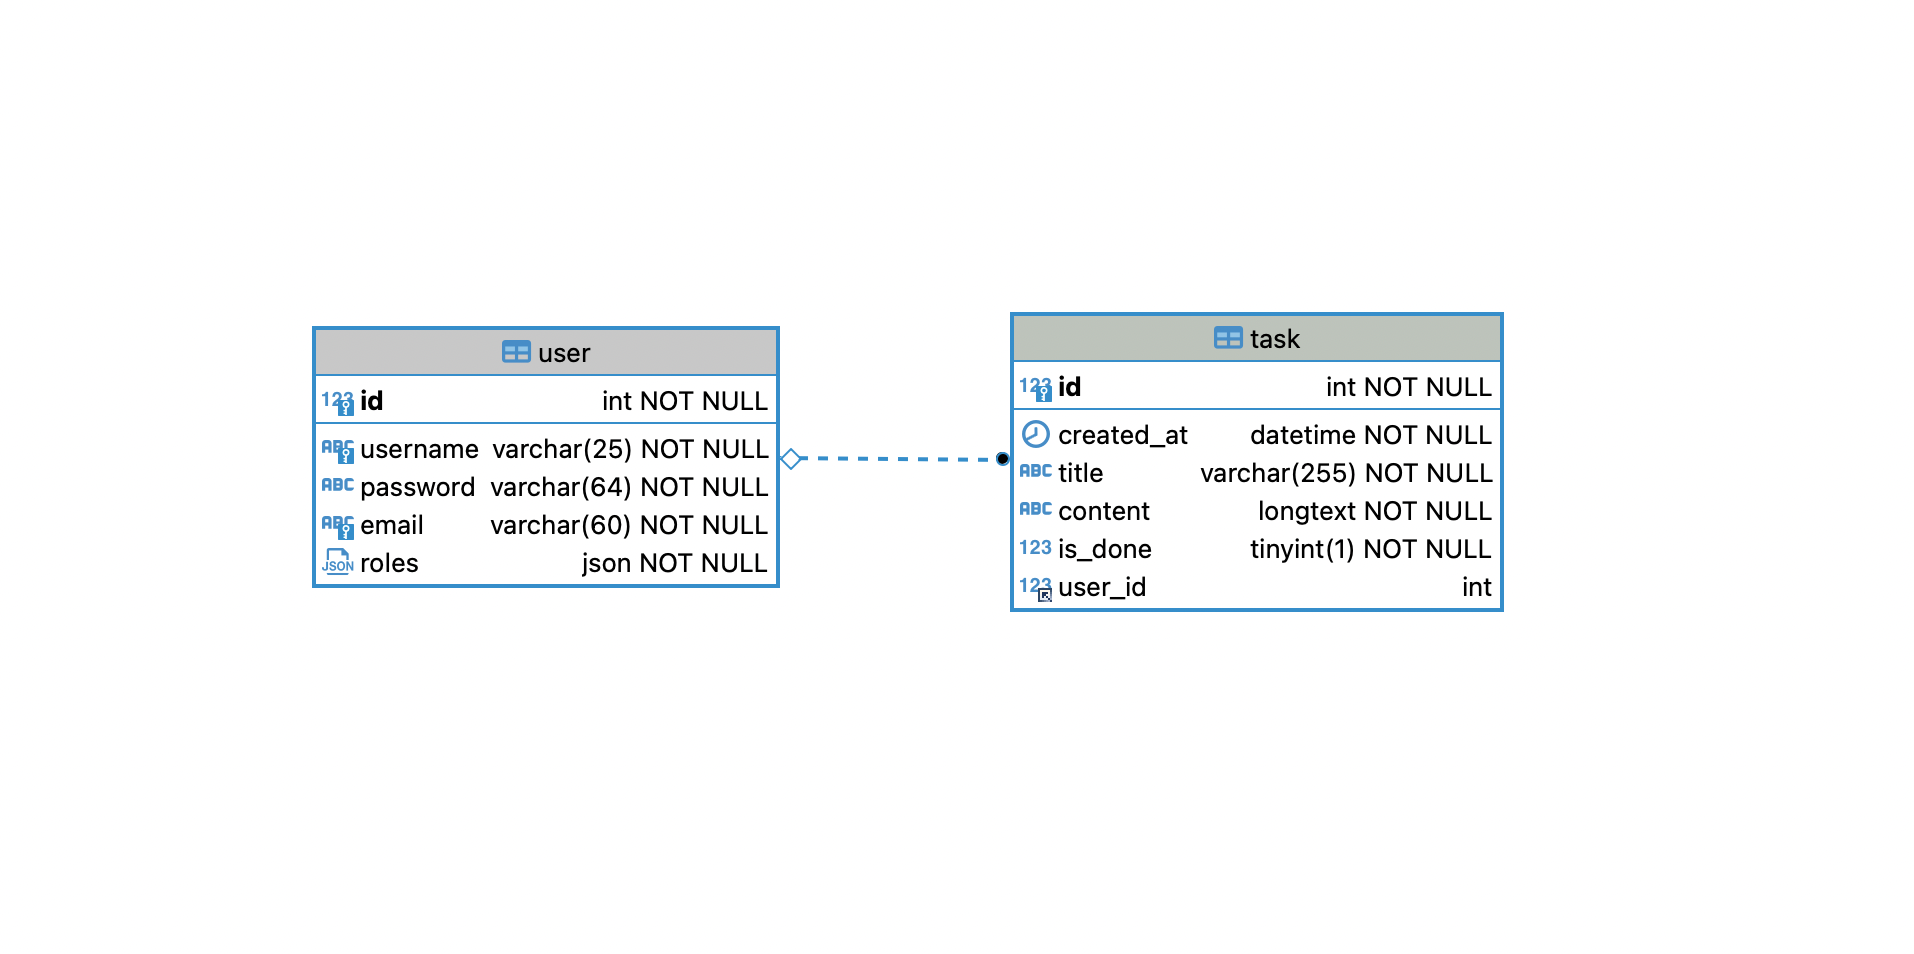 user
123 id int NOT NULL
ABC username varchar(25) NOT NULL
ABC password varchar(64) NOT NULL
ABC email varchar(60) NOT NULL
JSON roles json NOT NULL
task
123 id int NOT NULL
created_at datetime NOT NULL
ABC title varchar(255) NOT NULL
ABC content longtext NOT NULL
123 is_done tinyint(1) NOT NULL
123 user_id int